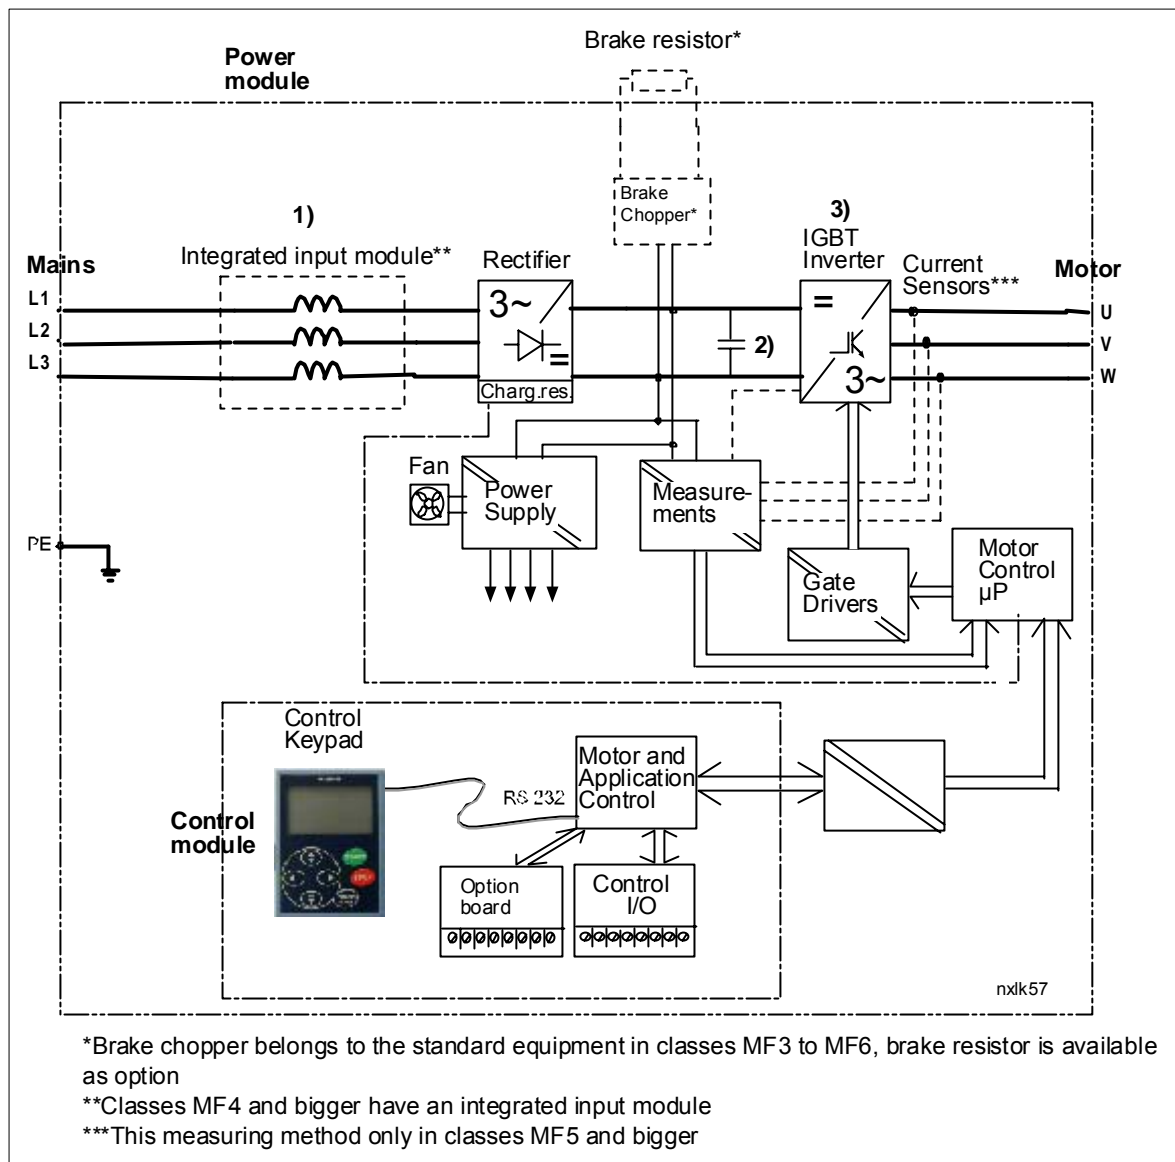 Brake resistor*
Power
module
Brake
Chopper*
1)
3)
Integrated input module**
Rectifier
IGBT
Inverter
Current
Sensors***
Mains
Motor
L1
3~
=
=
3~
U
L2
2)
V
L3
W
Charg.res.
Fan
Power
Supply
Measure-
ments
PE
Motor
Control
µP
Gate
Drivers
Control
Keypad
Motor and
Application
Control
RS 232
Control
module
Option
board
Control
I/O
nxlk57
*Brake chopper belongs to the standard equipment in classes MF3 to MF6, brake resistor is available
as option
**Classes MF4 and bigger have an integrated input module
***This measuring method only in classes MF5 and bigger